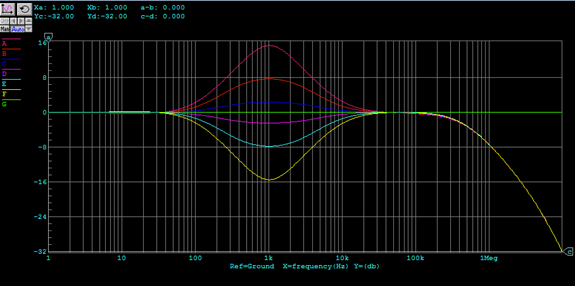 Xa: 1.000 Xb: 1.000 a-b: 0.000
Yc:-32.00 Yd:-32.00 c-d: 0.000
Man Auto
A
B
C
D
E
F
G
16
8
0
-8
-16
-24
-32
1 10 100 1k 10k 100k 1Meg
Ref=Ground X=frequency(Hz) Y=(db)